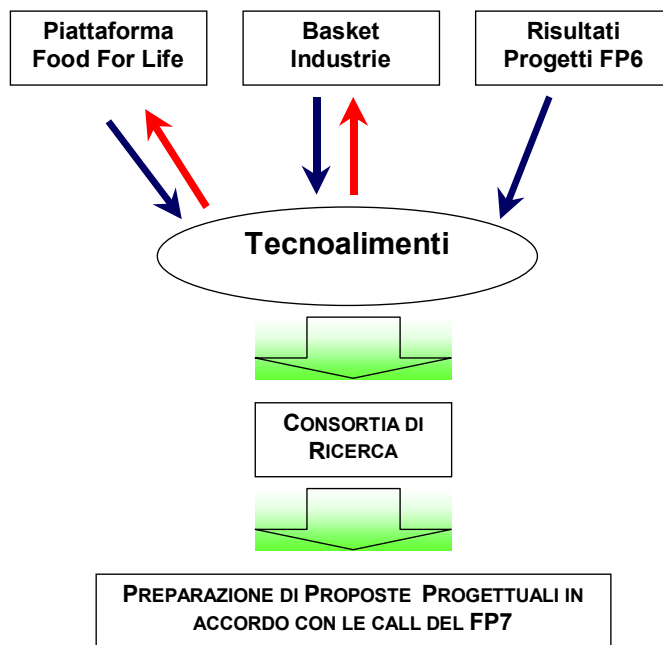 Piattaforma
Food For Life
Basket
Industrie
Risultati
Progetti FP6
Tecnoalimenti
CONSORTIA DI
RICERCA
PREPARAZIONE DI PROPOSTE PROGETTUALI IN
ACCORDO CON LE CALL DEL FP7